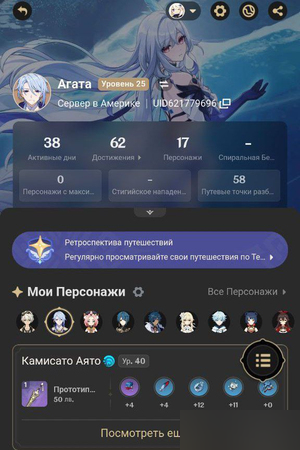 Агата Уровень 25
Сервер в Америке | UID621779696
38 62 17 -
Активные дни Достижения Персонажи Спиральная Бе...
0 - 58
Персонажи с макси... Стигийское нападен... Путевые точки разб...
Ретроспектива путешествий
Регулярно просматривайте свои путешествия по Те...
Мои Персонажи Все Персонажи
Камисато Аято Ур. 40
1 Прототип...
50 лв.
+4 +4 +12 +11 +0
Посмотреть ещ